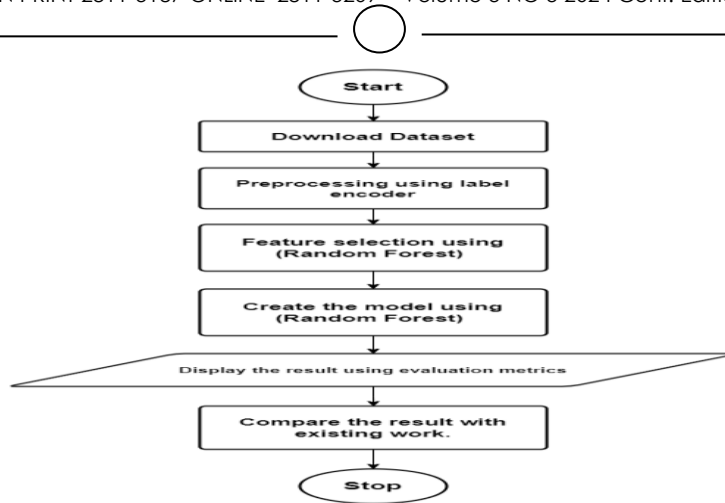 Start
Download Dataset
Preprocessing using label
encoder
Feature selection using
(Random Forest)
Create the model using
(Random Forest)
Display the result using evaluation metrics
Compare the result with
existing work.
Stop